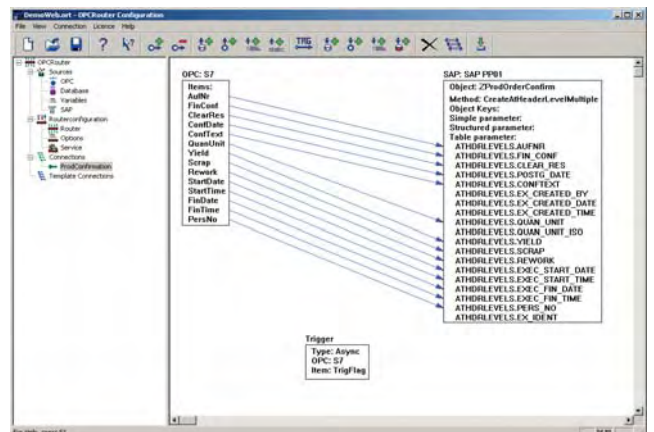 DemoWeb.ort - OPCRouter Configuration
File View Connection Licence Help
TRG
OPCRouter
Sources
OPC
Database
Variables
SAP
Routerconfiguration
Router
Options
Service
Connections
ProdConfirmation
Template Connections
OPC: S7
Items:
AufNr
FinConf
ClearRes
ConfDate
ConfText
QuanUnit
Yield
Scrap
Rework
StartDate
StartTime
FinDate
FinTime
PersNo
SAP: SAP PP01
Object: ZProdOrderConfirm
Method: CreateAtHeaderLevelMultiple
Object Keys:
Simple parameter:
Structured parameter:
Table parameter:
ATHDRLEVELS.AUFNR
ATHDRLEVELS.FIN_CONF
ATHDRLEVELS.CLEAR_RES
ATHDRLEVELS.POSTG_DATE
ATHDRLEVELS.CONFTEXT
ATHDRLEVELS.EX_CREATED_BY
ATHDRLEVELS.EX_CREATED_DATE
ATHDRLEVELS.EX_CREATED_TIME
ATHDRLEVELS.QUAN_UNIT
ATHDRLEVELS.QUAN_UNIT_ISO
ATHDRLEVELS.YIELD
ATHDRLEVELS.SCRAP
ATHDRLEVELS.REWORK
ATHDRLEVELS.EXEC_START_DATE
ATHDRLEVELS.EXEC_START_TIME
ATHDRLEVELS.EXEC_FIN_DATE
ATHDRLEVELS.EXEC_FIN_TIME
ATHDRLEVELS.PERS_NO
ATHDRLEVELS.EX_IDENT
Trigger
Type: Async
OPC: S7
Item: TrigFlag